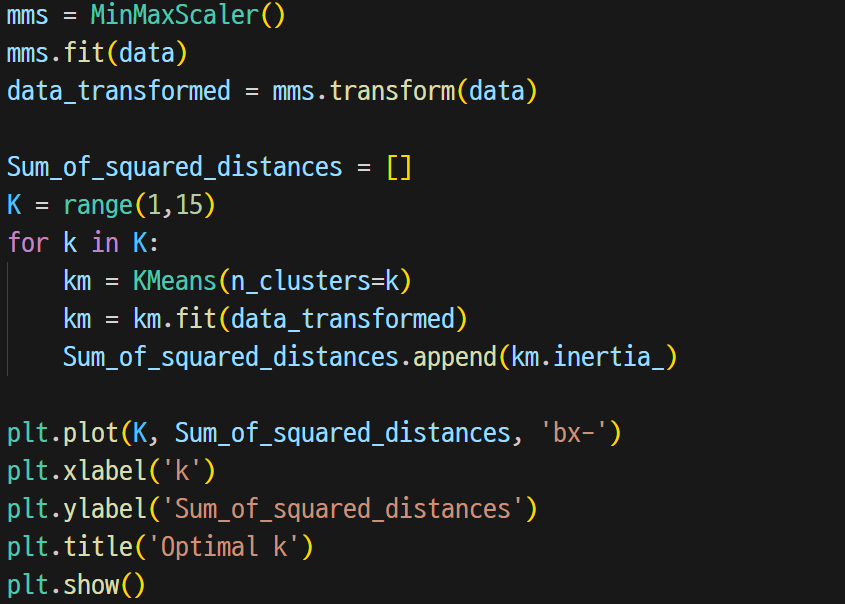 mms = MinMaxScaler()
mms.fit(data)
data_transformed = mms.transform(data)
Sum_of_squared_distances = []
K = range(1,15)
for k in K:
    km = KMeans(n_clusters=k)
    km = km.fit(data_transformed)
    Sum_of_squared_distances.append(km.inertia_)
plt.plot(K, Sum_of_squared_distances, 'bx-')
plt.xlabel('k')
plt.ylabel('Sum_of_squared_distances')
plt.title('Optimal k')
plt.show()